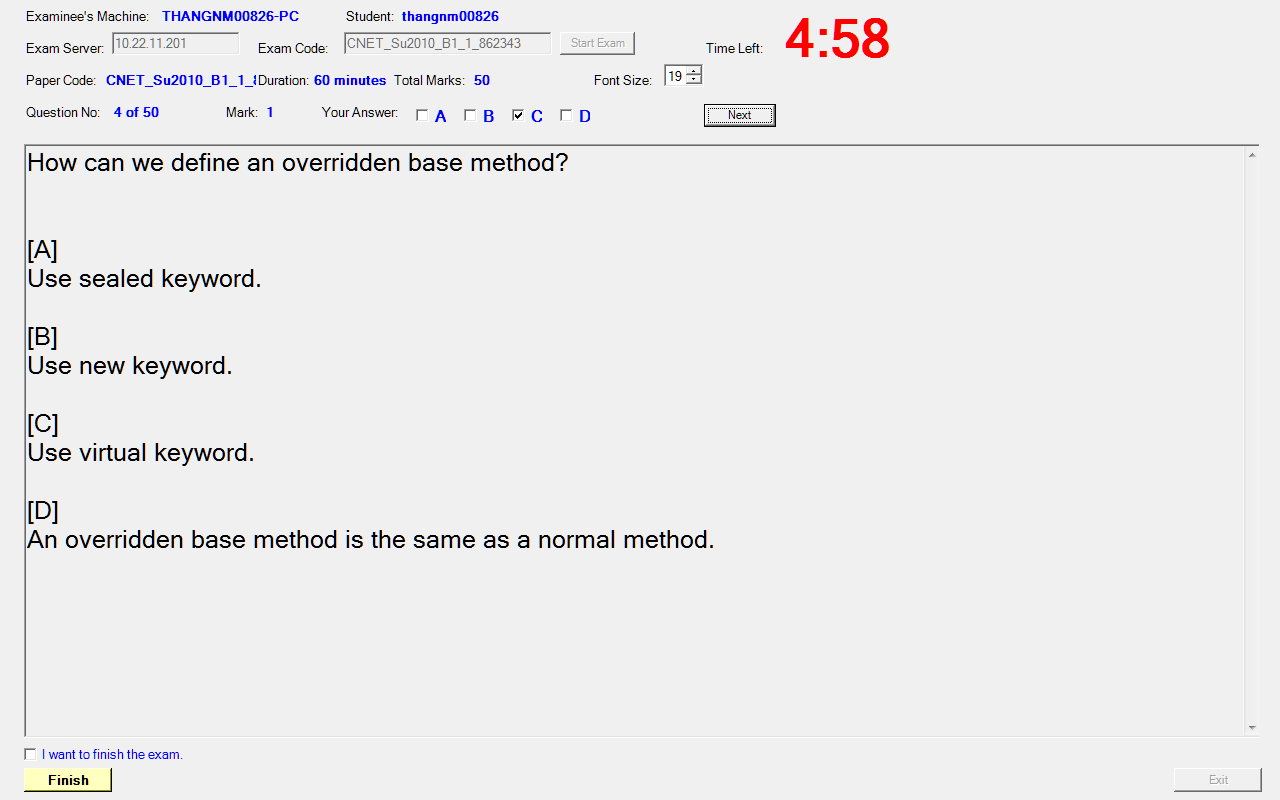 Examinee's Machine: THANGNM00826-PC Student: thangnm00826
Exam Server: 10.22.11.201 Exam Code: CNET_Su2010_B1_1_862343 Start Exam Time Left: 4:58
Paper Code: CNET_Su2010_B1_1_ Duration: 60 minutes Total Marks: 50 Font Size: 19
Question No: 4 of 50 Mark: 1 Your Answer: A B C D Next
How can we define an overridden base method?
[A]
Use sealed keyword.
[B]
Use new keyword.
[C]
Use virtual keyword.
[D]
An overridden base method is the same as a normal method.
I want to finish the exam.
Finish Exit